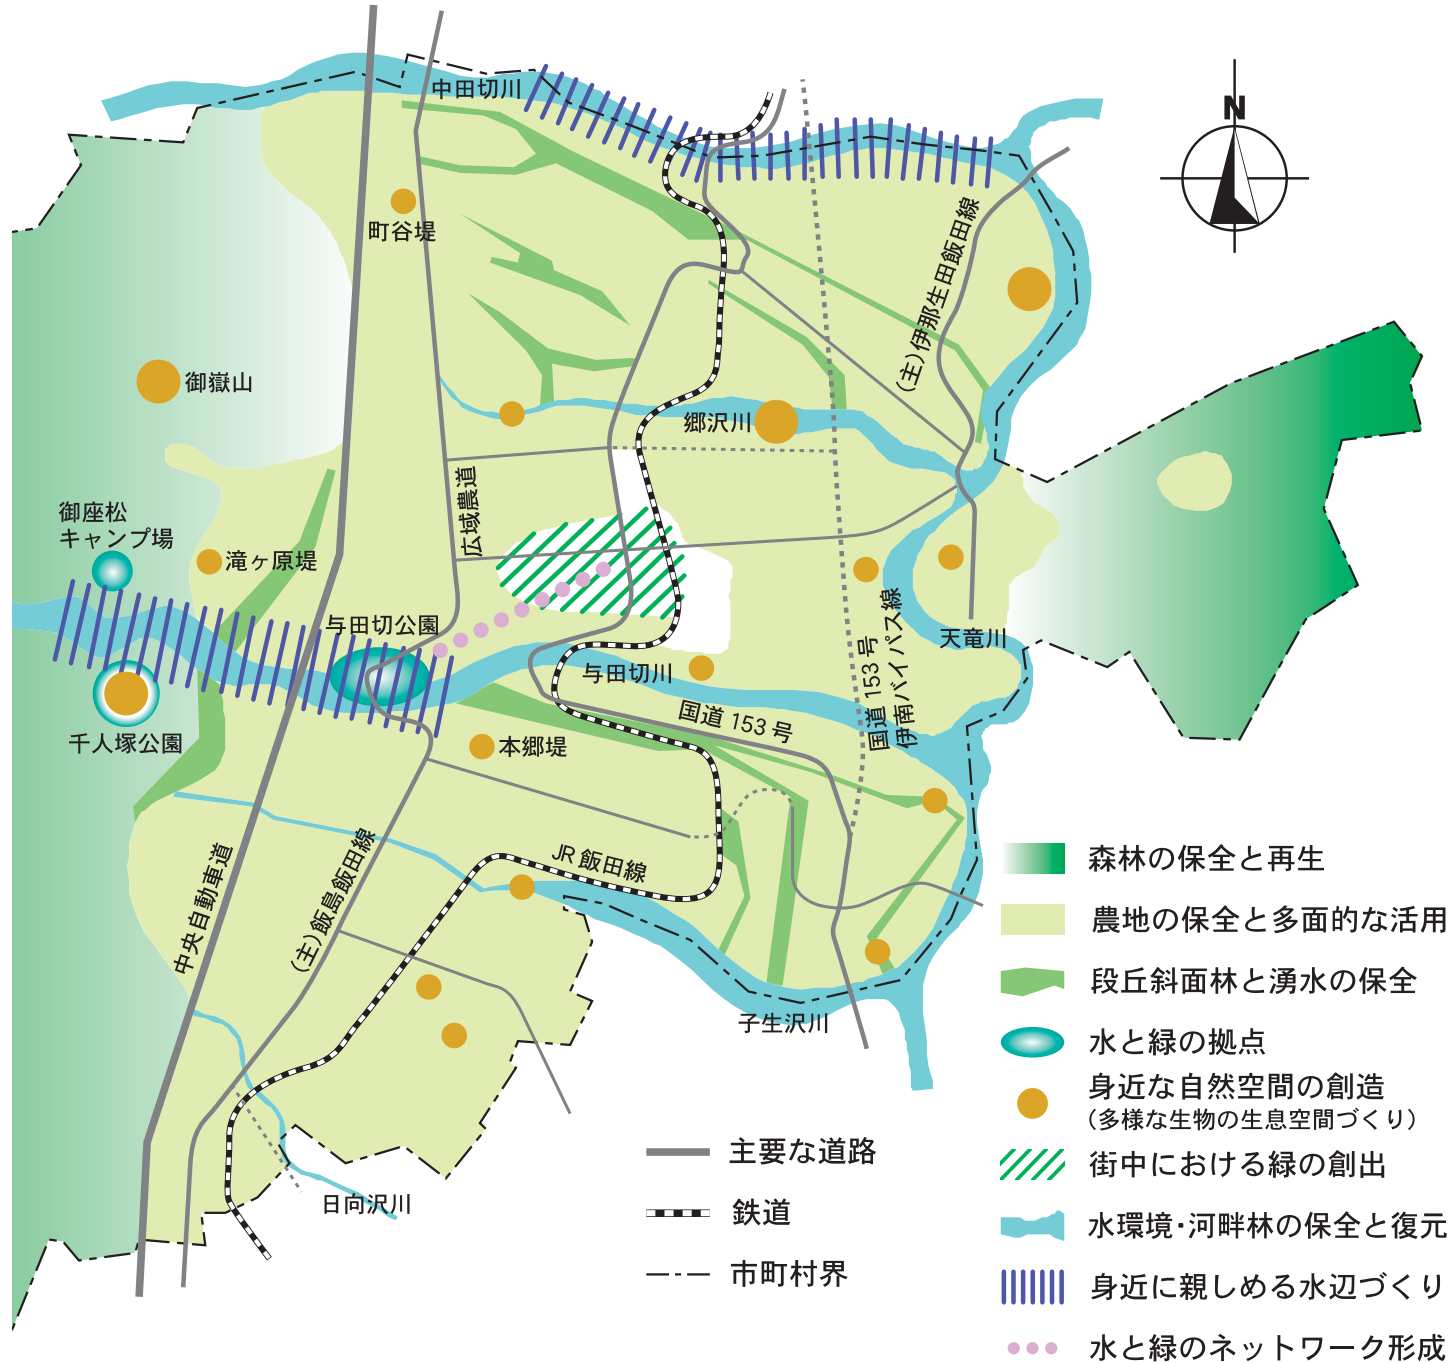 中田切川
N
町谷堤
(主)伊那生田飯田線
御嶽山
郷沢川
広域農道
御座松
キャンプ場
滝ヶ原堤
与田切公園
天竜川
与田切川
国道 153 号
伊南バイパス線
国道 153 号
千人塚公園
本郷堤
JR 飯田線
中央自動車道
(主)飯島飯田線
子生沢川
日向沢川
主要な道路
鉄道
市町村界
森林の保全と再生
農地の保全と多面的な活用
段丘斜面林と湧水の保全
水と緑の拠点
身近な自然空間の創造
(多様な生物の生息空間づくり)
街中における緑の創出
水環境・河畔林の保全と復元
身近に親しめる水辺づくり
水と緑のネットワーク形成